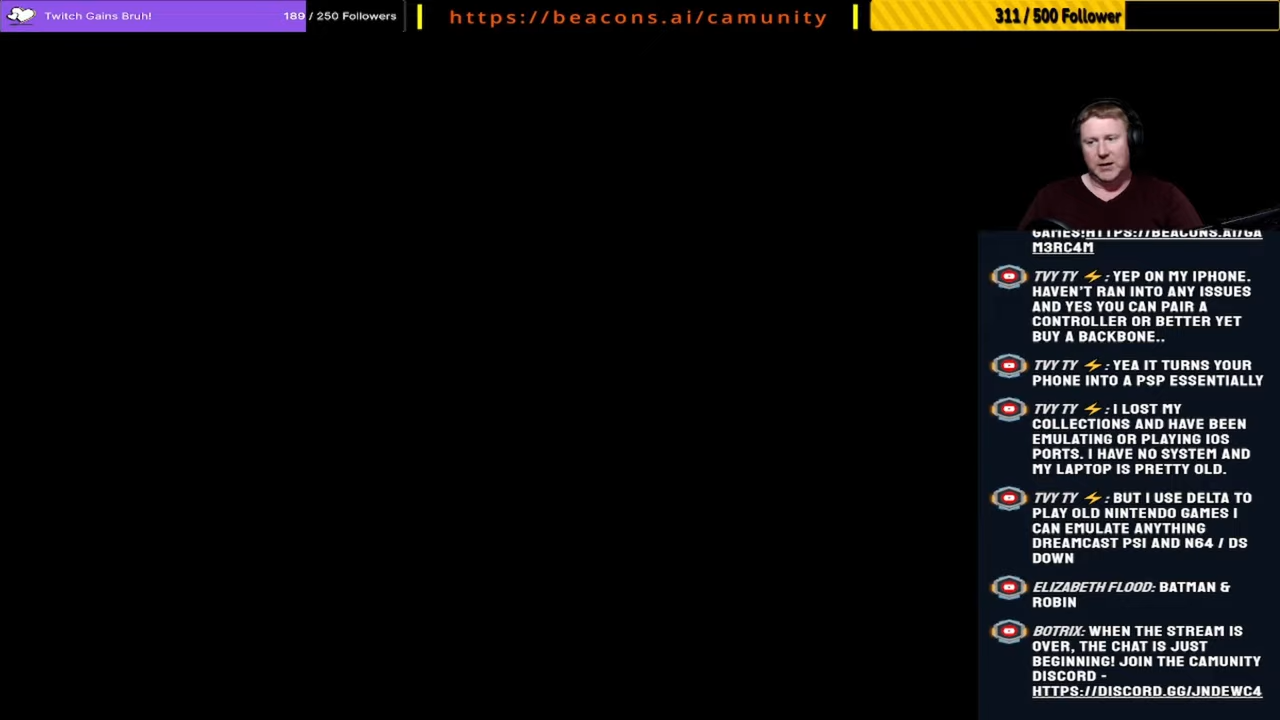 Twitch Gains Bruh!
189 / 250 Followers
https://beacons.ai/camunity
311 / 500 Follower
GAMES!HTTPS://BEACONS.AI/GA
M3RC4M
TVY TY ⚡: YEP ON MY IPHONE.
HAVEN'T RAN INTO ANY ISSUES
AND YES YOU CAN PAIR A
CONTROLLER OR BETTER YET
BUY A BACKBONE..
TVY TY ⚡: YEA IT TURNS YOUR
PHONE INTO A PSP ESSENTIALLY
TVY TY ⚡: I LOST MY
COLLECTIONS AND HAVE BEEN
EMULATING OR PLAYING IOS
PORTS. I HAVE NO SYSTEM AND
MY LAPTOP IS PRETTY OLD.
TVY TY ⚡: BUT I USE DELTA TO
PLAY OLD NINTENDO GAMES I
CAN EMULATE ANYTHING
DREAMCAST PS1 AND N64 / DS
DOWN
ELIZABETH FLOOD: BATMAN &
ROBIN
BOTRIX: WHEN THE STREAM IS
OVER, THE CHAT IS JUST
BEGINNING! JOIN THE CAMUNITY
DISCORD -
HTTPS://DISCORD.GG/JNDEWC4